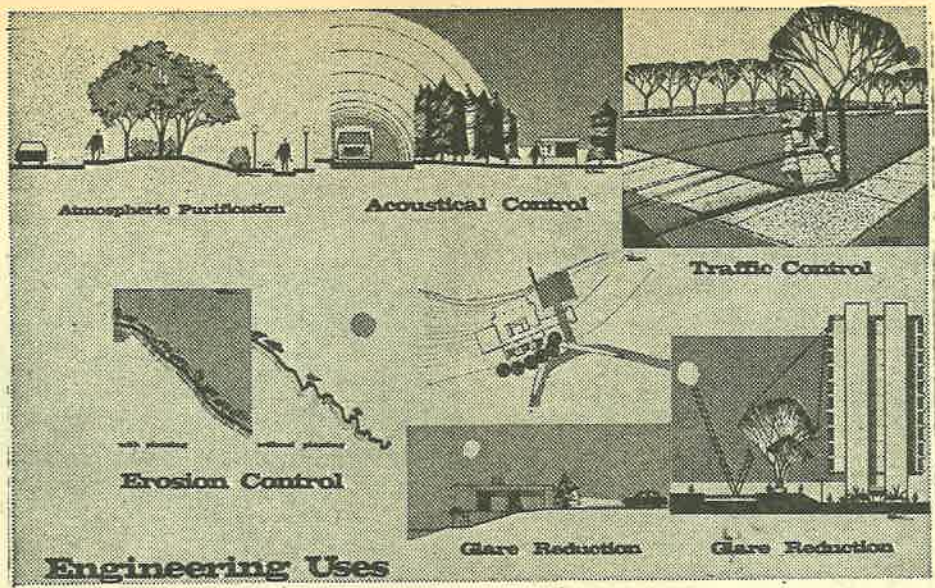 Atmospheric Purification
Acoustical Control
Traffic Control
with planting
without planting
Erosion Control
Glare Reduction
Glare Reduction
Engineering Uses